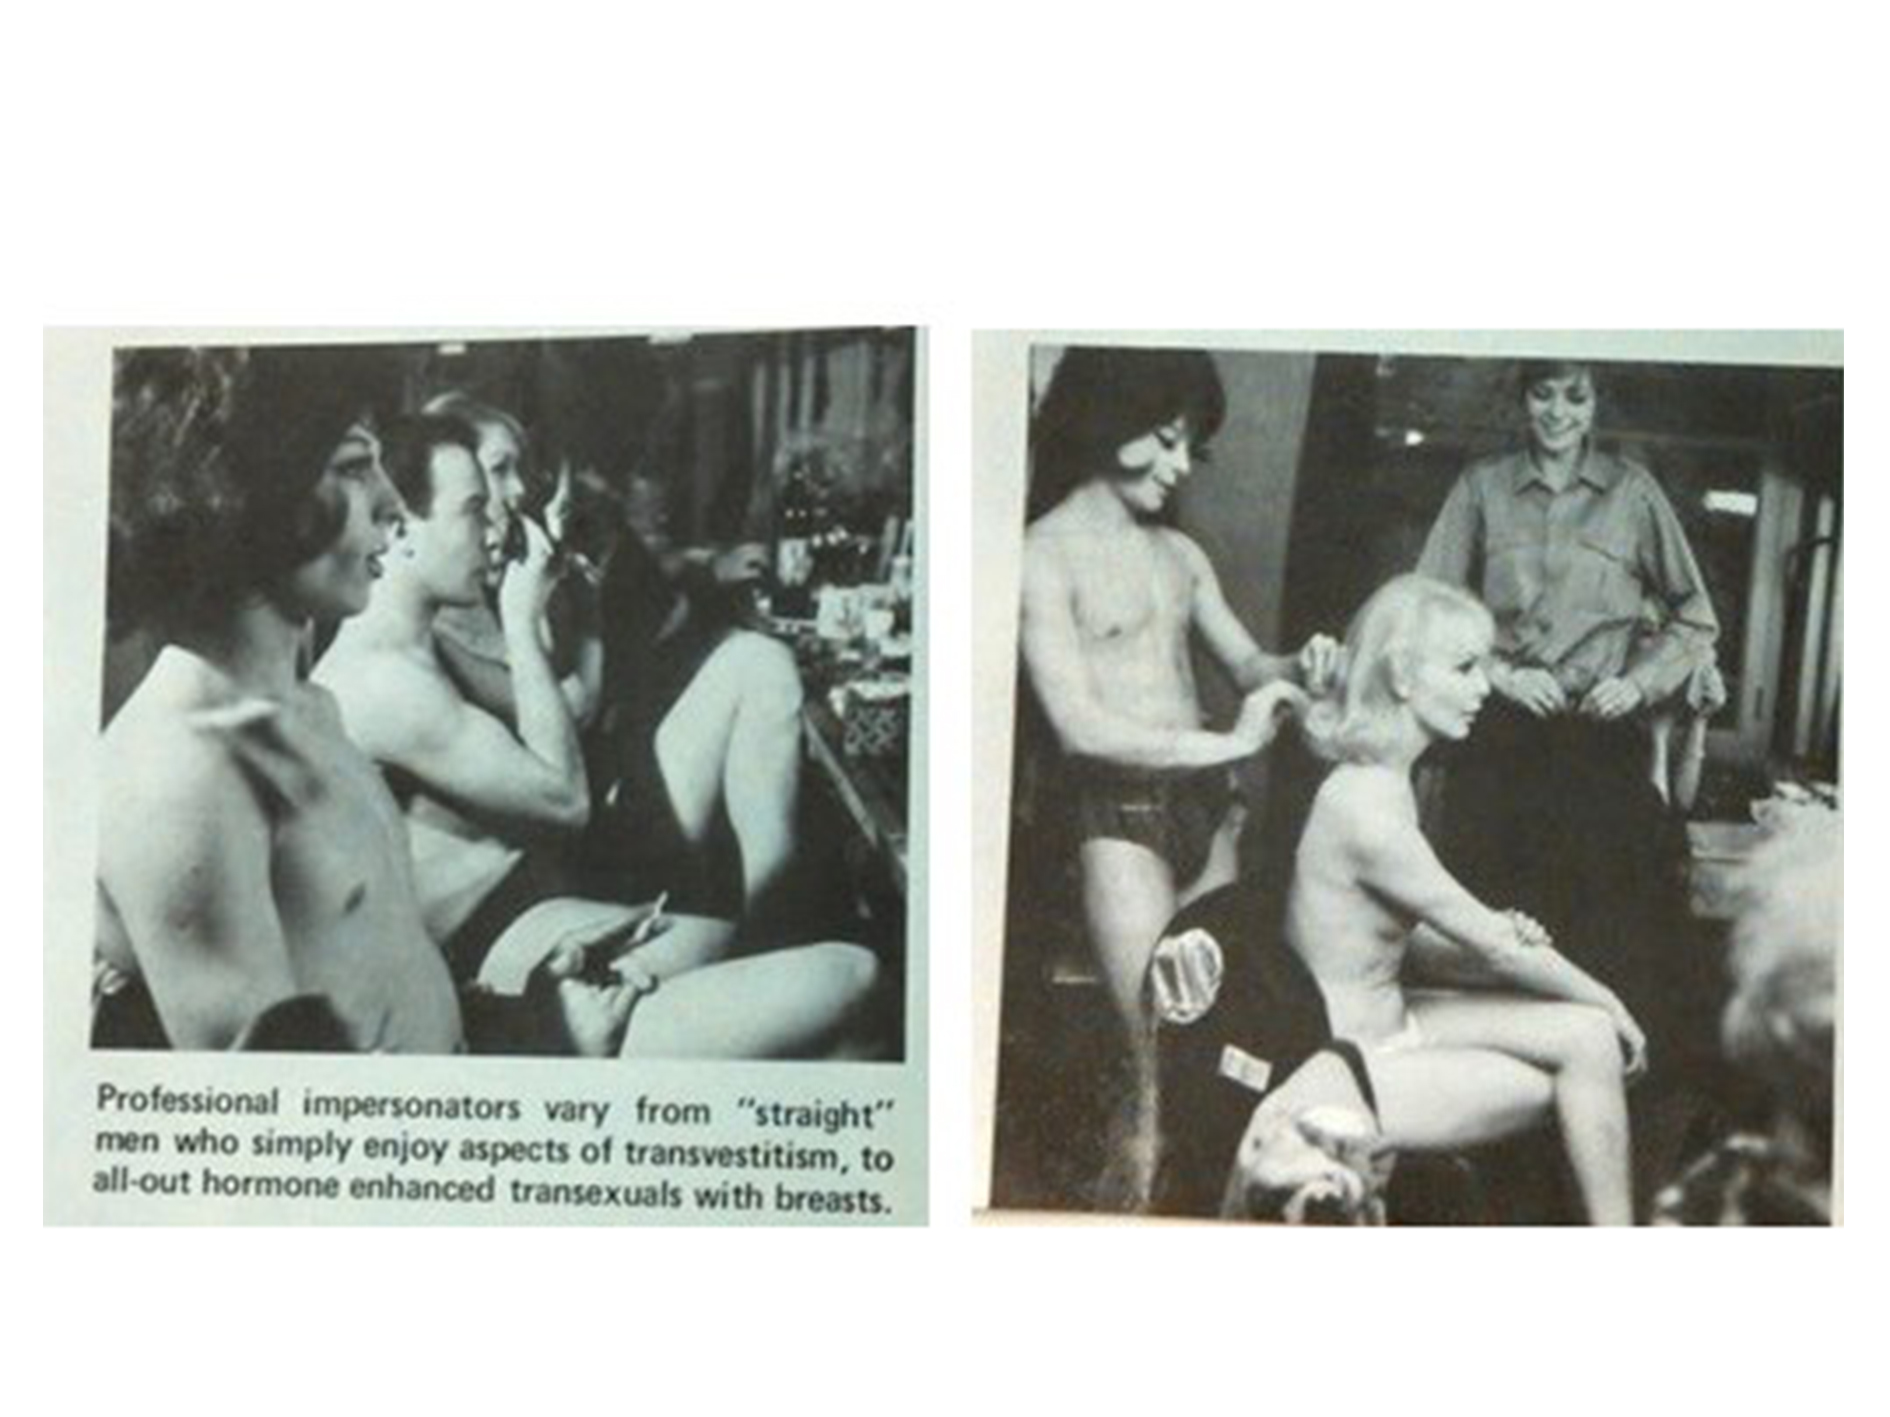 Professional impersonators vary from "straight"
men who simply enjoy aspects of transvestitism, to
all-out hormone enhanced transexuals with breasts.